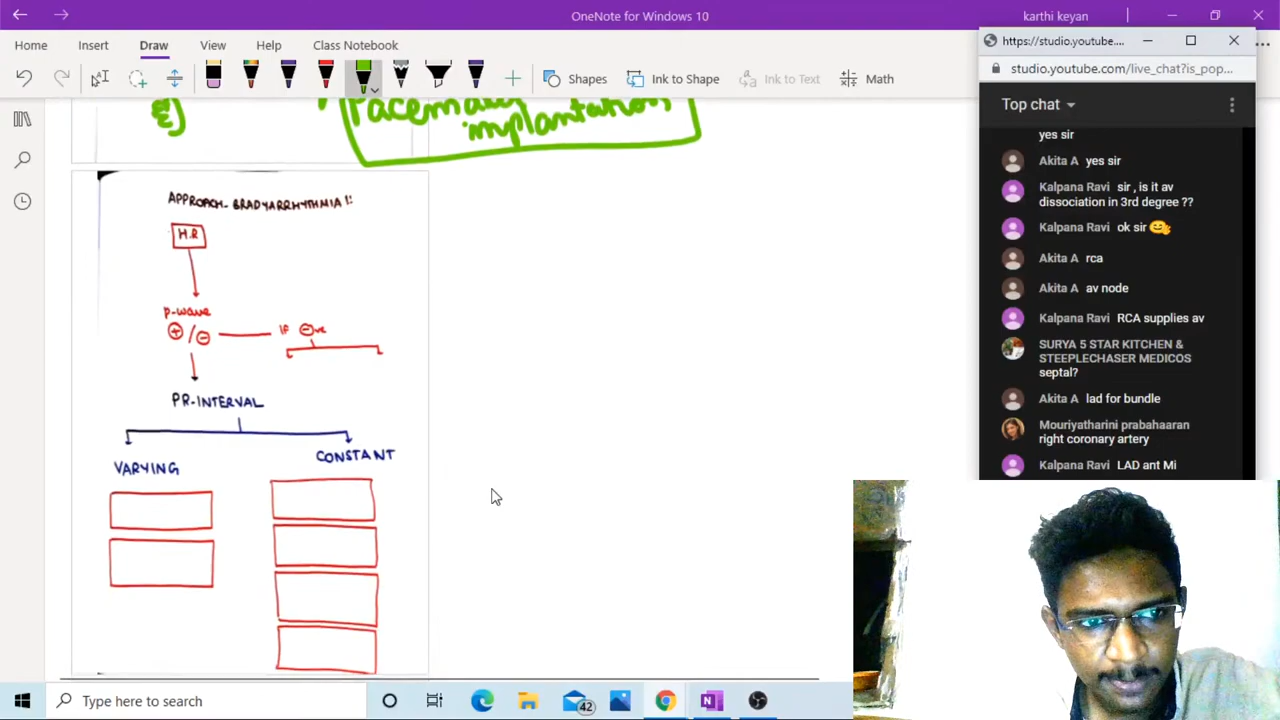 OneNote for Windows 10
karthi keyan
Home
Insert
Draw
View
Help
Class Notebook
Shapes
Ink to Shape
Ink to Text
Math
https://studio.youtube....
studio.youtube.com/live_chat?is_pop...
Top chat
yes sir
Akita A yes sir
Kalpana Ravi sir , is it av
dissociation in 3rd degree ??
Kalpana Ravi ok sir 🥰
Akita A rca
Akita A av node
Kalpana Ravi RCA supplies av
SURYA 5 STAR KITCHEN &
STEEPLECHASER MEDICOS
septal?
Akita A lad for bundle
Mouriyatharini prabahaaran
right coronary artery
Kalpana Ravi LAD ant Mi
Pacemaker
implantation
APPROACH - BRADYARRHYTHMIA !!
H.R
P-wave
⊕ / ⊖
if ⊖ve
PR-INTERVAL
VARYING
CONSTANT
Type here to search
42